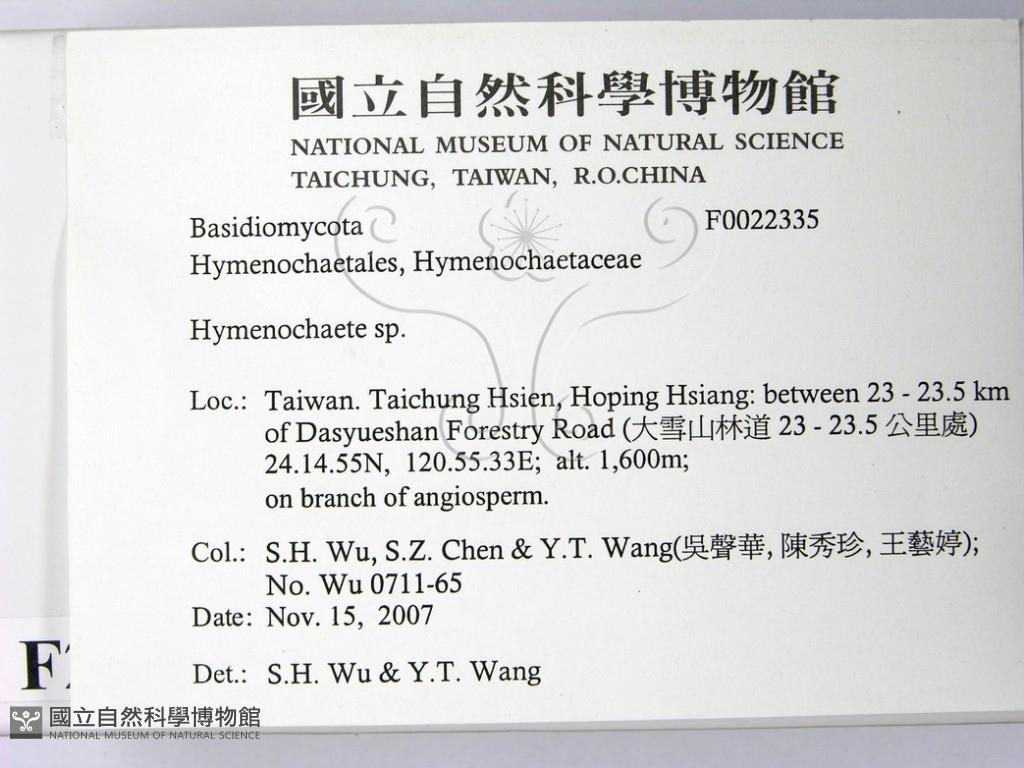 國立自然科學博物館
NATIONAL MUSEUM OF NATURAL SCIENCE
TAICHUNG, TAIWAN, R.O.CHINA
Basidiomycota F0022335
Hymenochaetales, Hymenochaetaceae
Hymenochaete sp.
Loc.: Taiwan. Taichung Hsien, Hoping Hsiang: between 23 - 23.5 km
of Dasyueshan Forestry Road (大雪山林道 23 - 23.5 公里處)
24.14.55N, 120.55.33E; alt. 1,600m;
on branch of angiosperm.
Col.: S.H. Wu, S.Z. Chen & Y.T. Wang(吳聲華, 陳秀珍, 王藝婷);
No. Wu 0711-65
Date: Nov. 15, 2007
Det.: S.H. Wu & Y.T. Wang
國立自然科學博物館
NATIONAL MUSEUM OF NATURAL SCIENCE